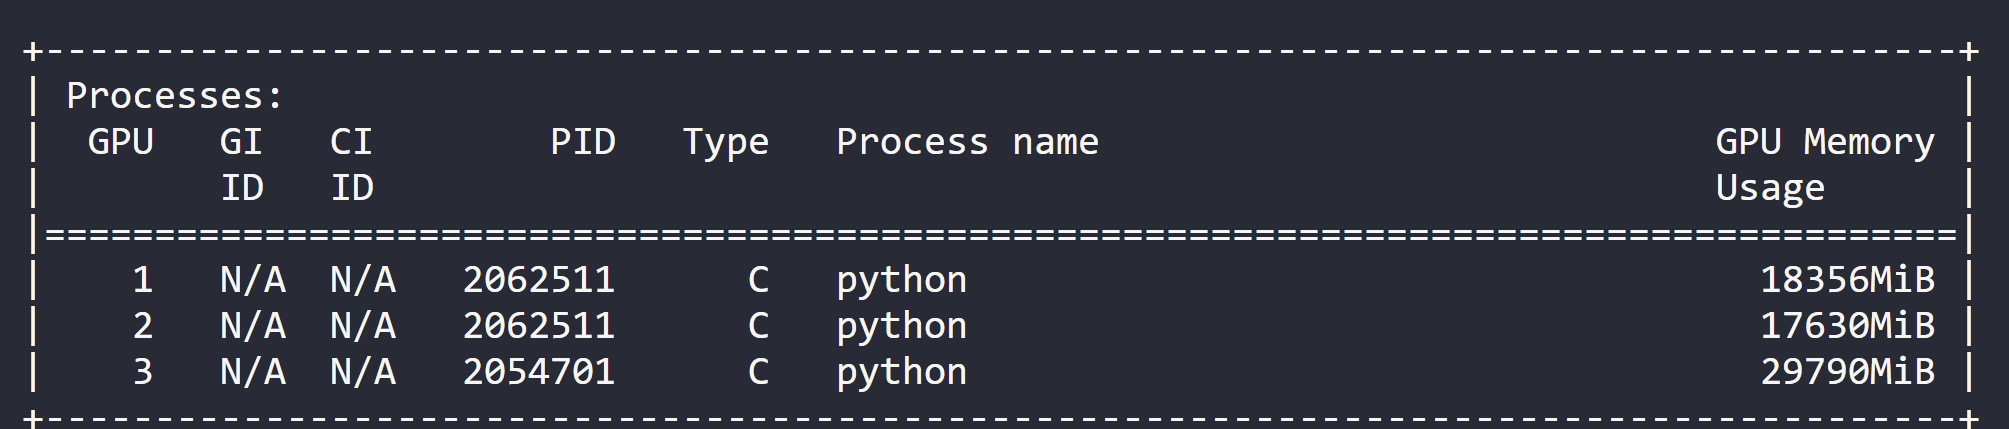 +---------------------------------------------------------------------------------------+
| Processes:                                                                            |
|  GPU   GI   CI        PID   Type   Process name                            GPU Memory |
|        ID   ID                                                             Usage      |
|=======================================================================================|
|    1   N/A  N/A   2062511      C   python                                    18356MiB |
|    2   N/A  N/A   2062511      C   python                                    17630MiB |
|    3   N/A  N/A   2054701      C   python                                    29790MiB |
+---------------------------------------------------------------------------------------+